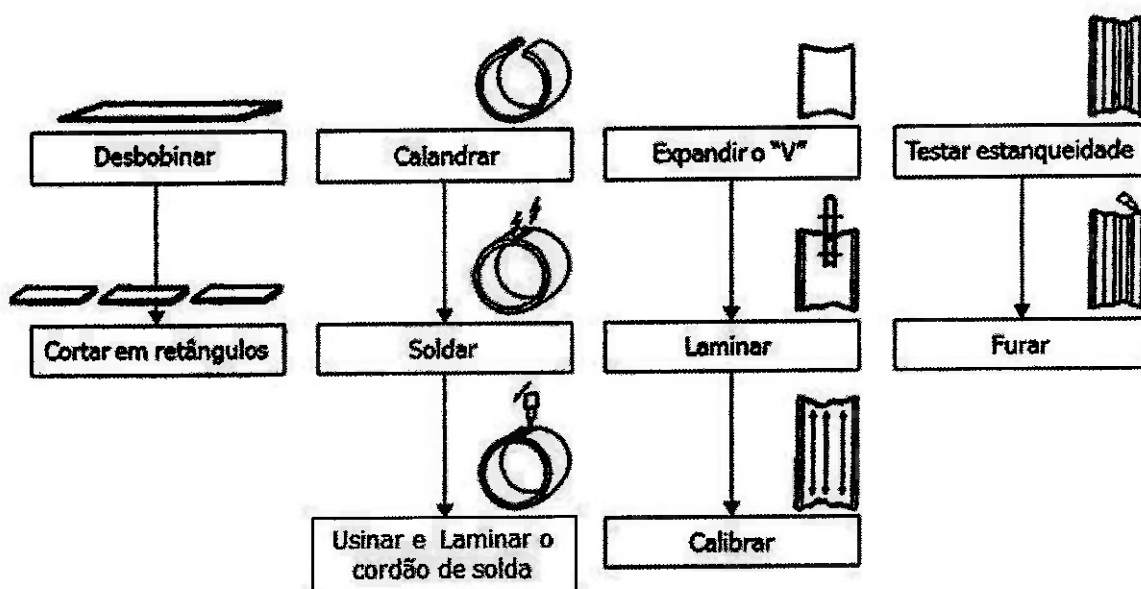 Desbobinar
Cortar em retângulos
Calandrar
Soldar
Usinar e Laminar o
cordão de solda
Expandir o "V"
Laminar
Calibrar
Testar estanqueidade
Furar